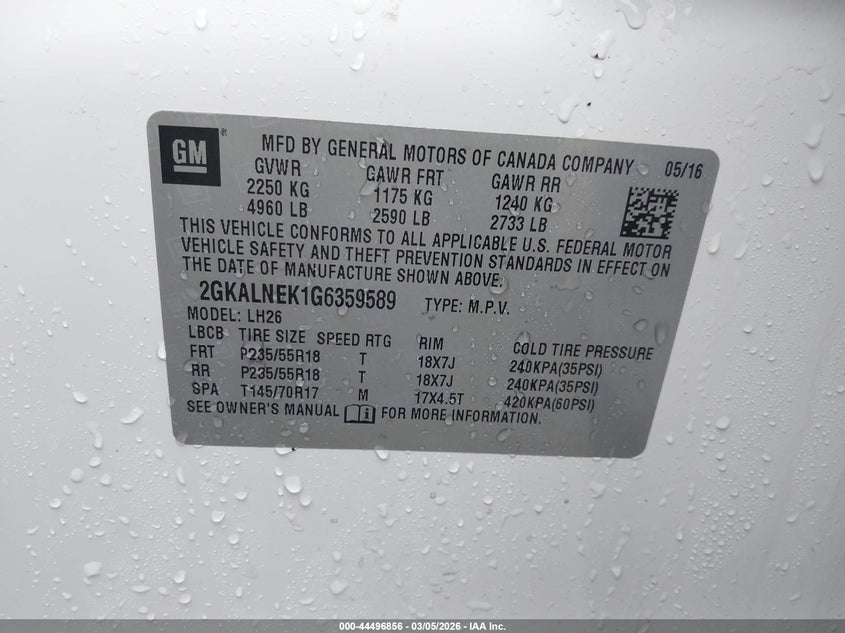 GM ®
MFD BY GENERAL MOTORS OF CANADA COMPANY 05/16
GVWR GAWR FRT GAWR RR
2250 KG 1175 KG 1240 KG
4960 LB 2590 LB 2733 LB
THIS VEHICLE CONFORMS TO ALL APPLICABLE U.S. FEDERAL MOTOR
VEHICLE SAFETY AND THEFT PREVENTION STANDARDS IN EFFECT ON
THE DATE OF MANUFACTURE SHOWN ABOVE.
2GKALNEK1G6359589 TYPE: M.P.V.
MODEL: LH26
LBCB TIRE SIZE SPEED RTG RIM COLD TIRE PRESSURE
FRT P235/55R18 T 18X7J 240KPA(35PSI)
RR P235/55R18 T 18X7J 240KPA(35PSI)
SPA T145/70R17 M 17X4.5T 420KPA(60PSI)
SEE OWNER'S MANUAL FOR MORE INFORMATION.
000-44496856 - 03/05/2026 - IAA Inc.